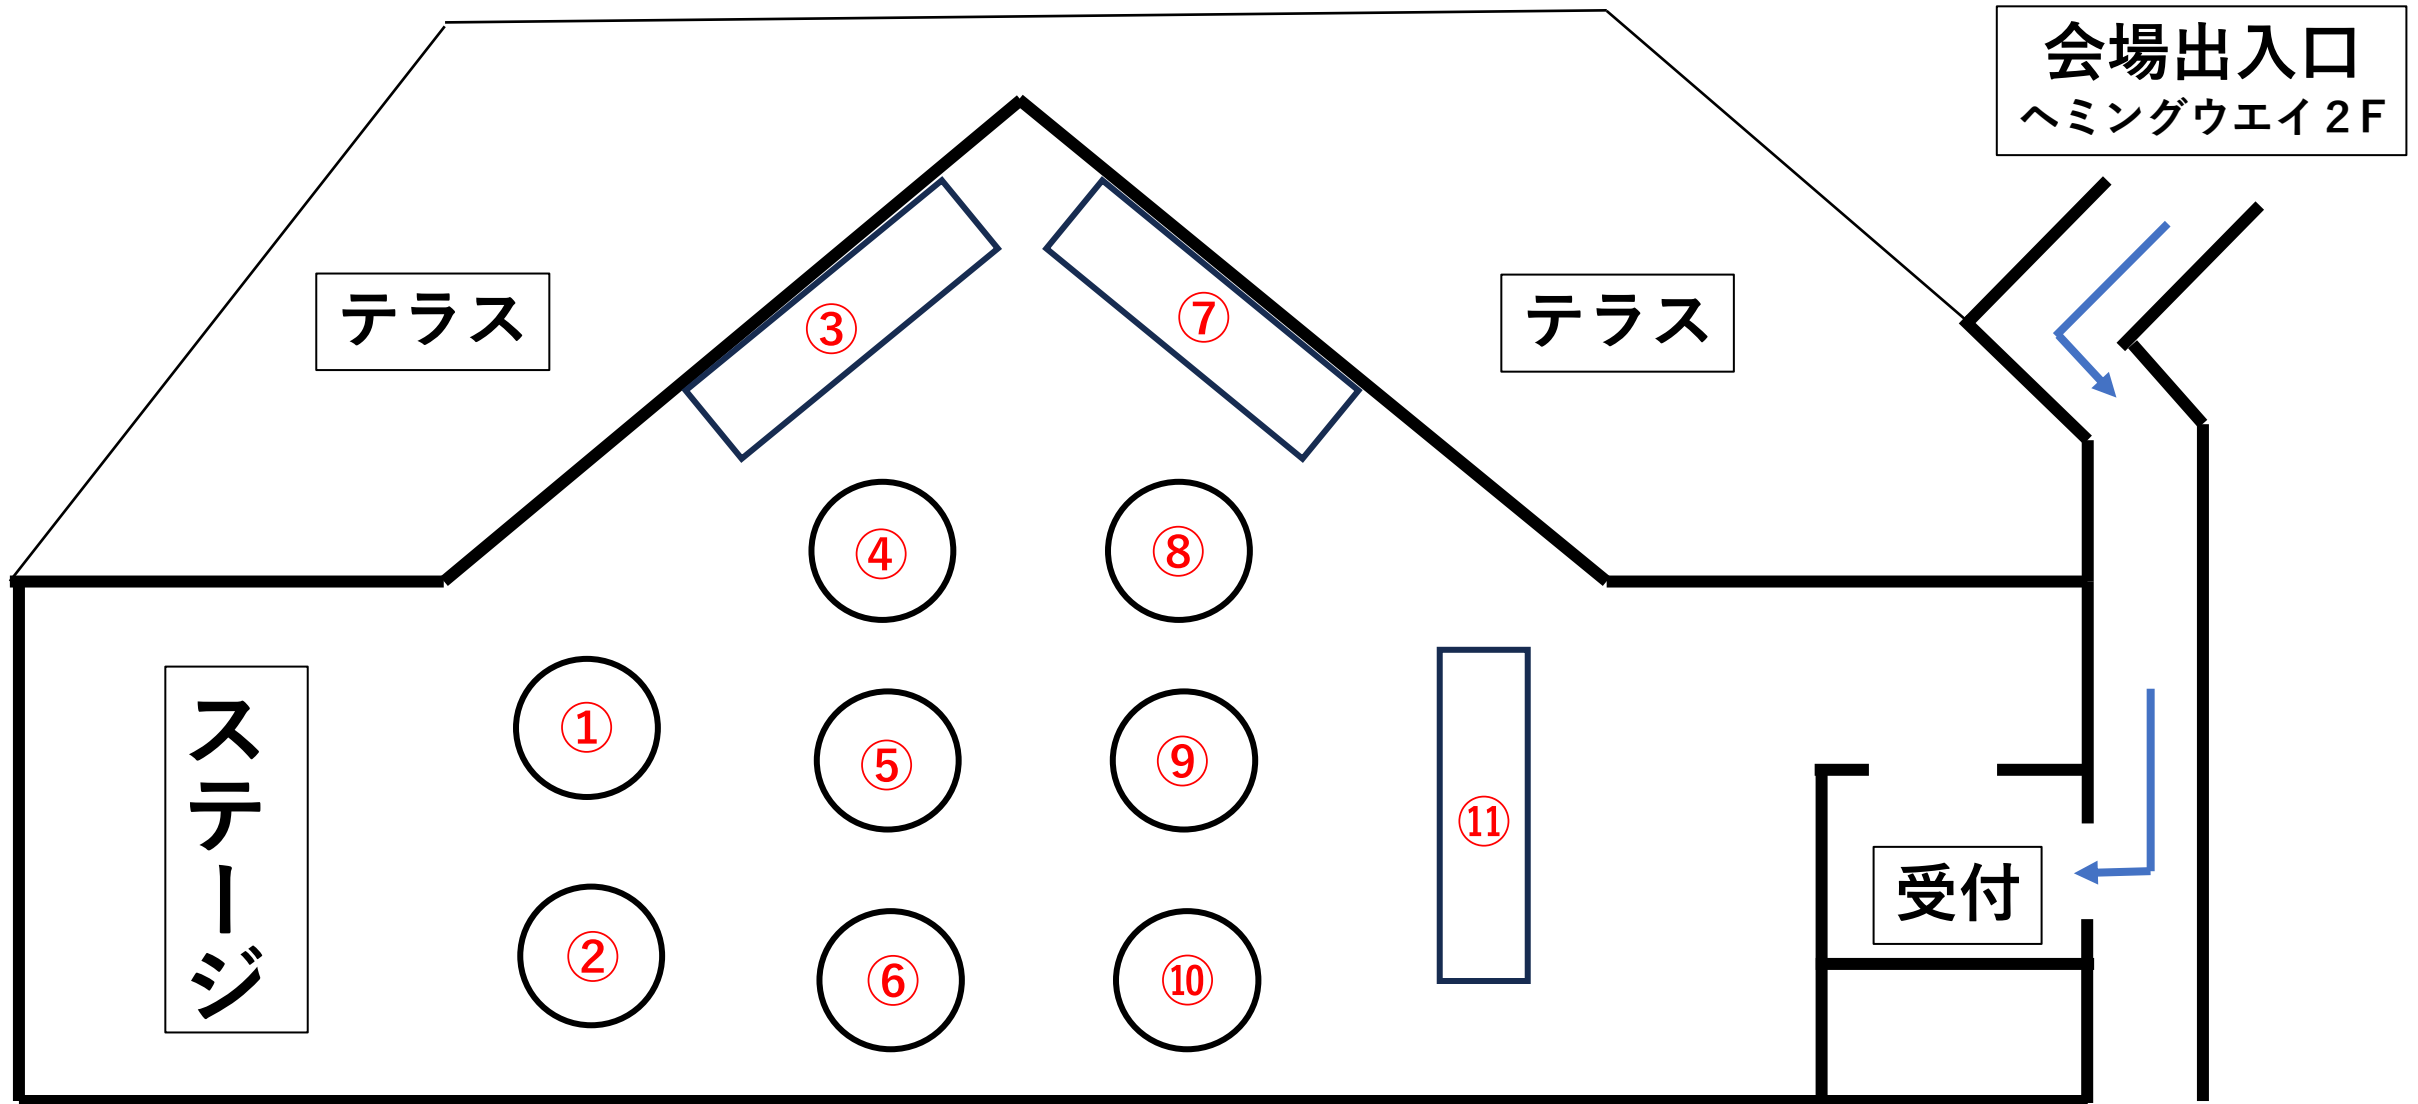 会場出入口
ヘミングウエイ２F
テラス
テラス
③
⑦
④
⑧
①
⑤
⑨
⑪
②
⑥
⑩
ステージ
受付